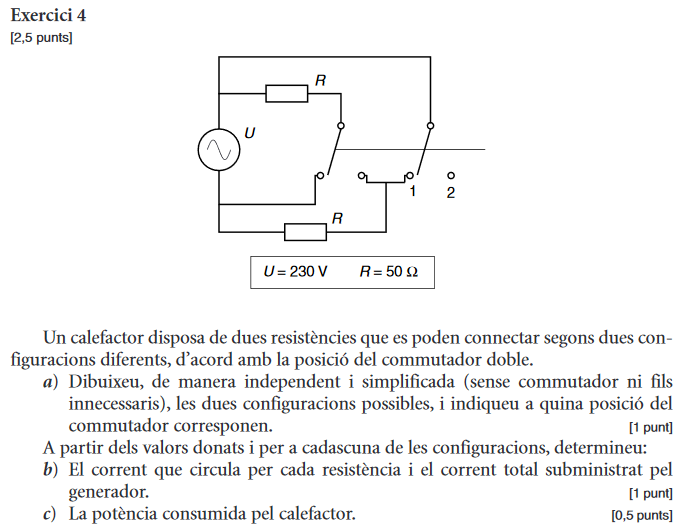 Exercici 4
[2,5 punts]
R
U
1
2
R
U = 230 V R = 50 Ω
Un calefactor disposa de dues resistències que es poden connectar segons dues con-
figuracions diferents, d’acord amb la posició del commutador doble.
a) Dibuixeu, de manera independent i simplificada (sense commutador ni fils
innecessaris), les dues configuracions possibles, i indiqueu a quina posició del
commutador corresponen. [1 punt]
A partir dels valors donats i per a cadascuna de les configuracions, determineu:
b) El corrent que circula per cada resistència i el corrent total subministrat pel
generador. [1 punt]
c) La potència consumida pel calefactor. [0,5 punts]